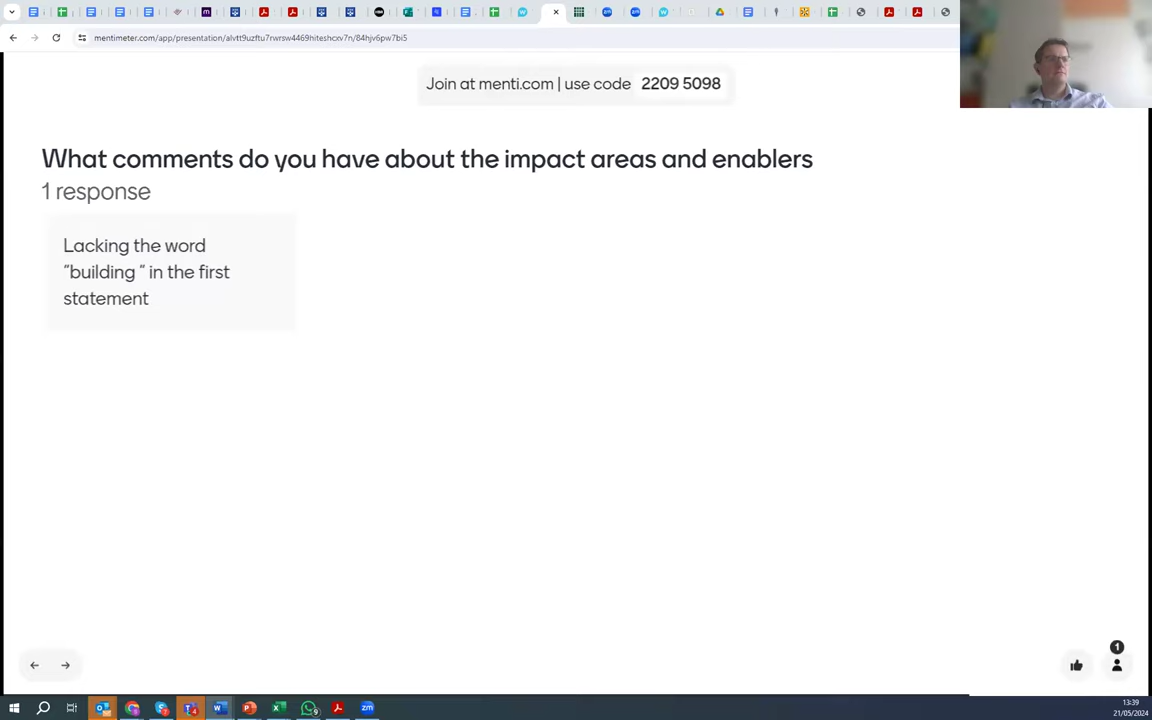 mentimeter.com/app/presentation/alvtt9uzftu7rwrsw4469hiteshcxv7n/84hjv6pw7bi5
Join at menti.com | use code 2209 5098
What comments do you have about the impact areas and enablers
1 response
Lacking the word
"building " in the first
statement
1
13:39
21/05/2024